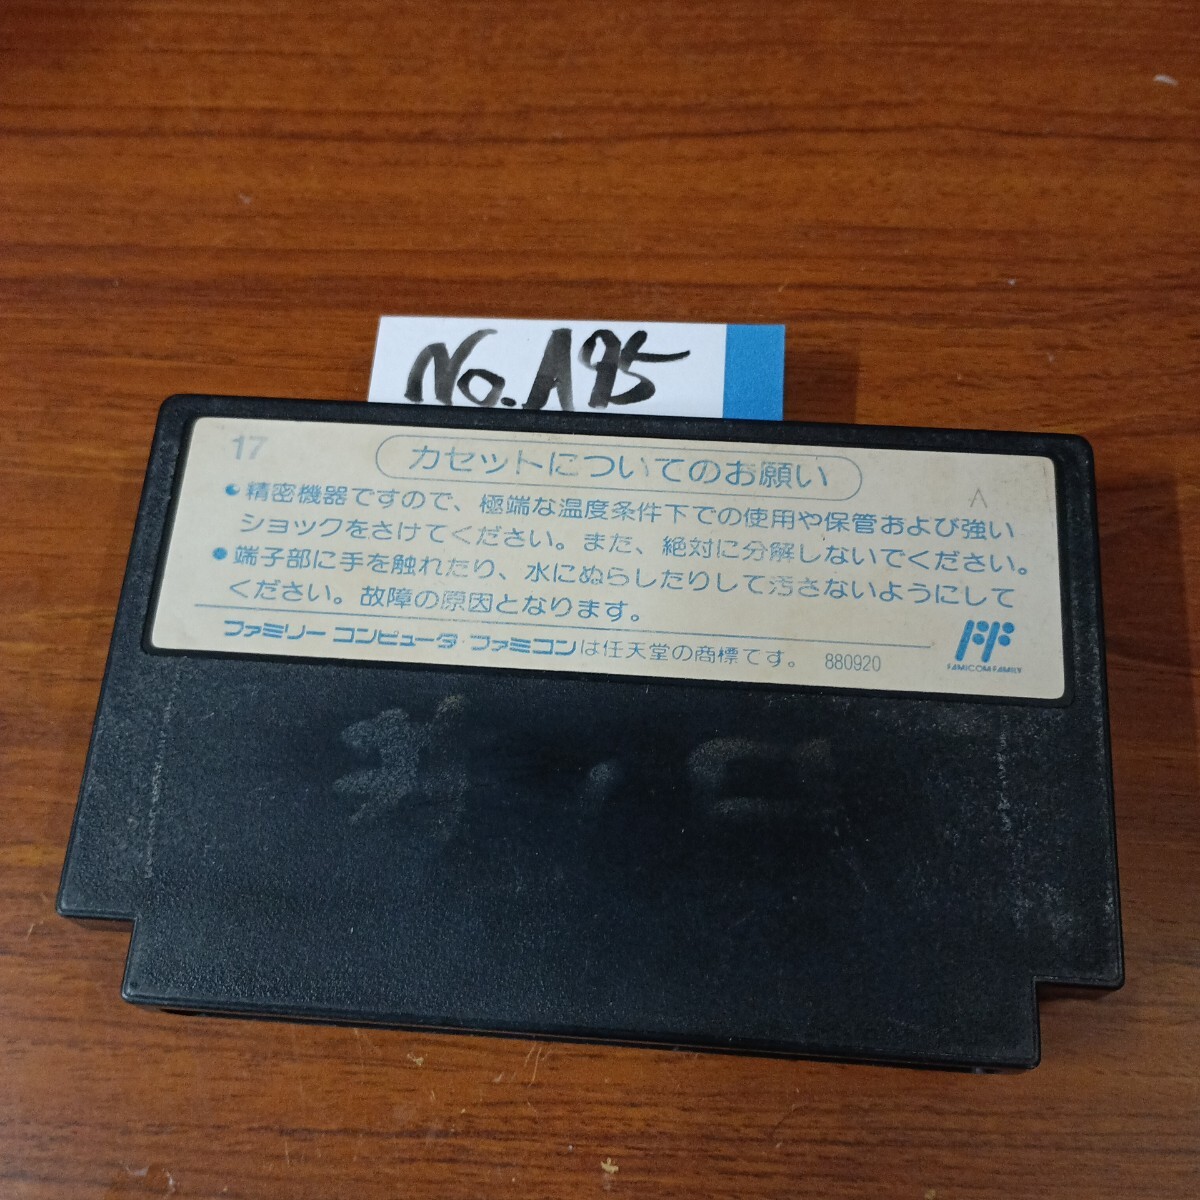 No.A95
17
カセットについてのお願い
A
●精密機器ですので、極端な温度条件下での使用や保管および強い
ショックをさけてください。また、絶対に分解しないでください。
●端子部に手を触れたり、水にぬらしたりして汚さないようにして
ください。故障の原因となります。
ファミリーコンピュータ・ファミコンは任天堂の商標です。 880920
FAMICOM FAMILY